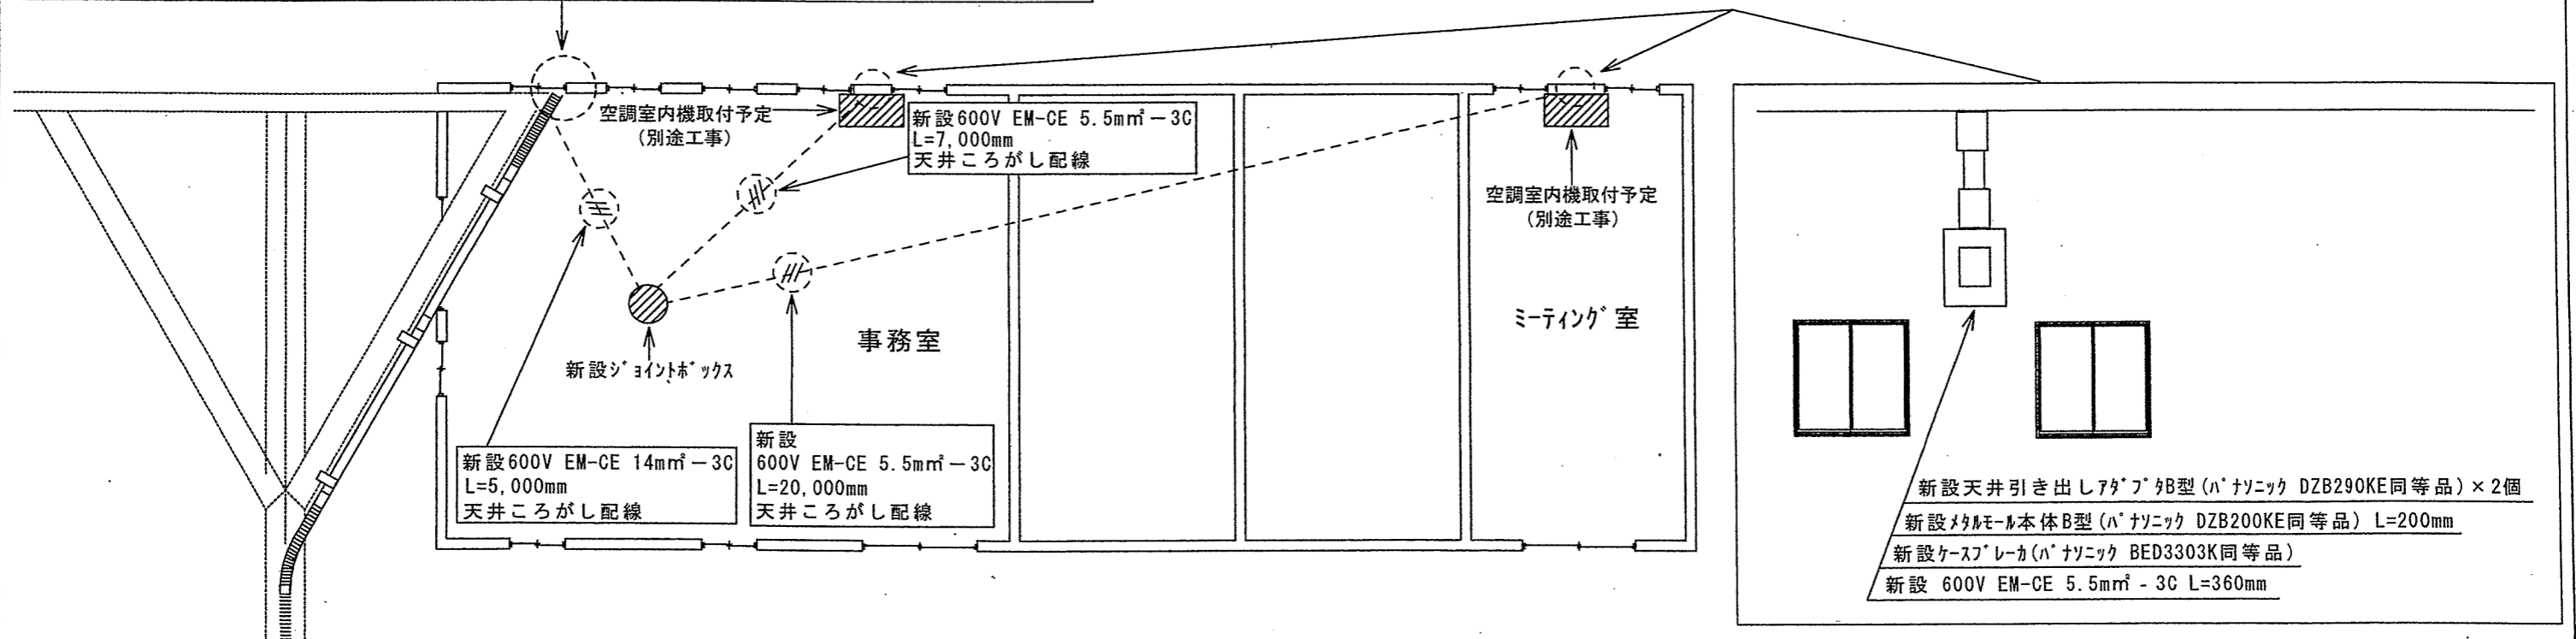 空調室内機取付予定
(別途工事)
新設600V EM-CE 5.5m㎡-3C
L=7,000mm
天井ころがし配線
空調室内機取付予定
(別途工事)
事務室
ミーティング室
新設ジョイントボックス
新設600V EM-CE 14m㎡-3C
L=5,000mm
天井ころがし配線
新設
600V EM-CE 5.5m㎡-3C
L=20,000mm
天井ころがし配線
新設天井引き出しアダプタB型(パナソニック DZB290KE同等品)×2個
新設メタルモール本体B型(パナソニック DZB200KE同等品) L=200mm
新設ケースブレーカ(パナソニック BED3303K同等品)
新設 600V EM-CE 5.5m㎡-3C L=360mm